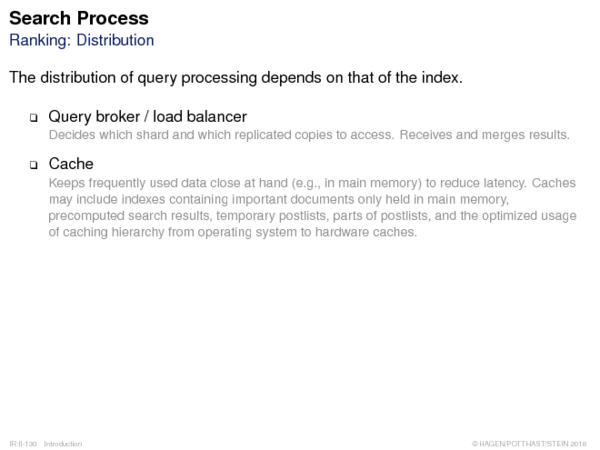 Search Process
Ranking: Distribution
The distribution of query processing depends on that of the index.
❑ Query broker / load balancer
Decides which shard and which replicated copies to access. Receives and merges results.
❑ Cache
Keeps frequently used data close at hand (e.g., in main memory) to reduce latency. Caches
may include indexes containing important documents only held in main memory,
precomputed search results, temporary postlists, parts of postlists, and the optimized usage
of caching hierarchy from operating system to hardware caches.
IR:II-130 Introduction
© HAGEN/POTTHAST/STEIN 2018